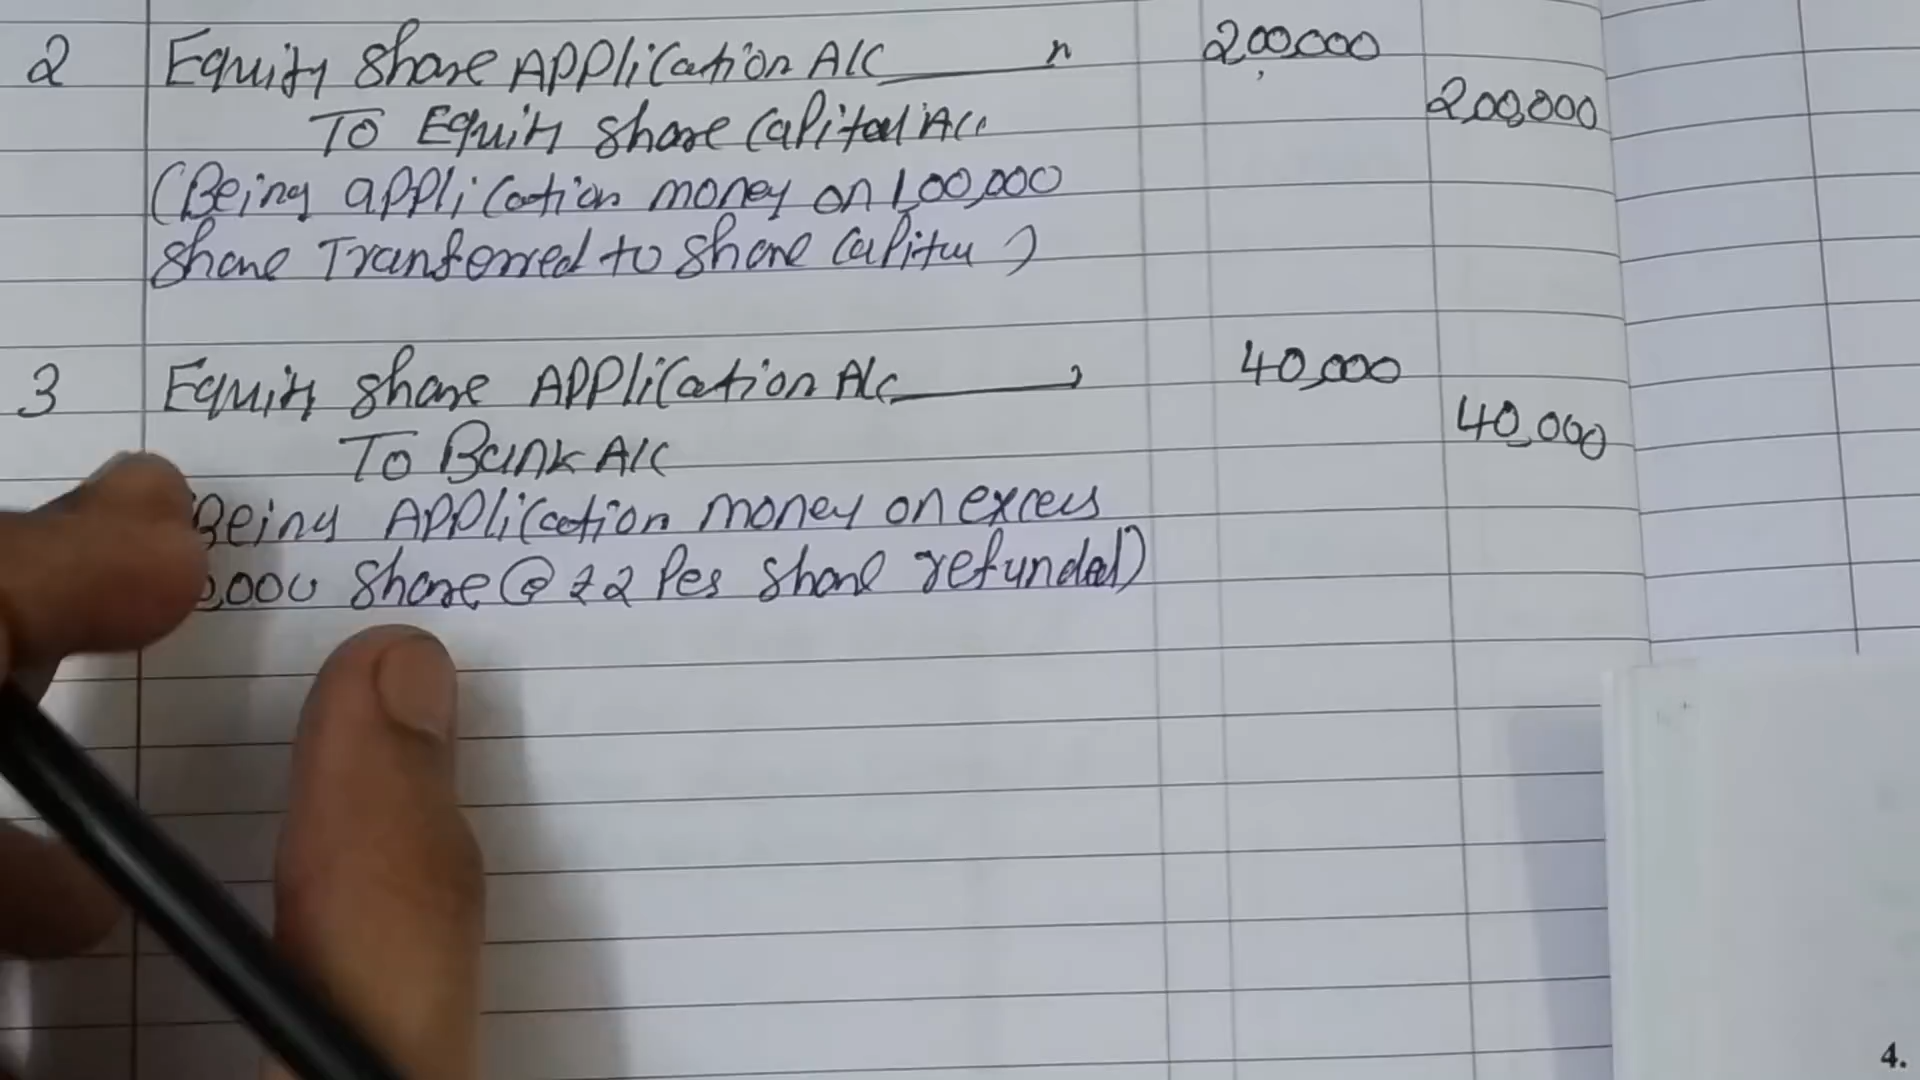 2 Equity share Application A/C 200,000
To Equity share Capital A/c 200,000
(Being application money on 1,00,000
share Transferred to share Capital)
3 Equity share Application A/c 40,000
To Bank A/C 40,000
Being Application money on excess
,000 share @ ₹2 Per share refunded)
4.